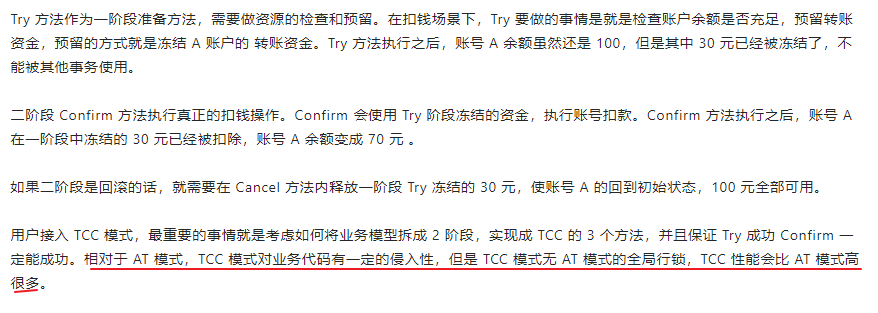 Try 方法作为一阶段准备方法，需要做资源的检查和预留。在扣钱场景下，Try 要做的事情是就是检查账户余额是否充足，预留转账
资金，预留的方式就是冻结 A 账户的 转账资金。Try 方法执行之后，账号 A 余额虽然还是 100，但是其中 30 元已经被冻结了，不
能被其他事务使用。
二阶段 Confirm 方法执行真正的扣钱操作。Confirm 会使用 Try 阶段冻结的资金，执行账号扣款。Confirm 方法执行之后，账号 A
在一阶段中冻结的 30 元已经被扣除，账号 A 余额变成 70 元 。
如果二阶段是回滚的话，就需要在 Cancel 方法内释放一阶段 Try 冻结的 30 元，使账号 A 的回到初始状态，100 元全部可用。
用户接入 TCC 模式，最重要的事情就是考虑如何将业务模型拆成 2 阶段，实现成 TCC 的 3 个方法，并且保证 Try 成功 Confirm 一
定能成功。相对于 AT 模式，TCC 模式对业务代码有一定的侵入性，但是 TCC 模式无 AT 模式的全局行锁，TCC 性能会比 AT 模式高
很多。